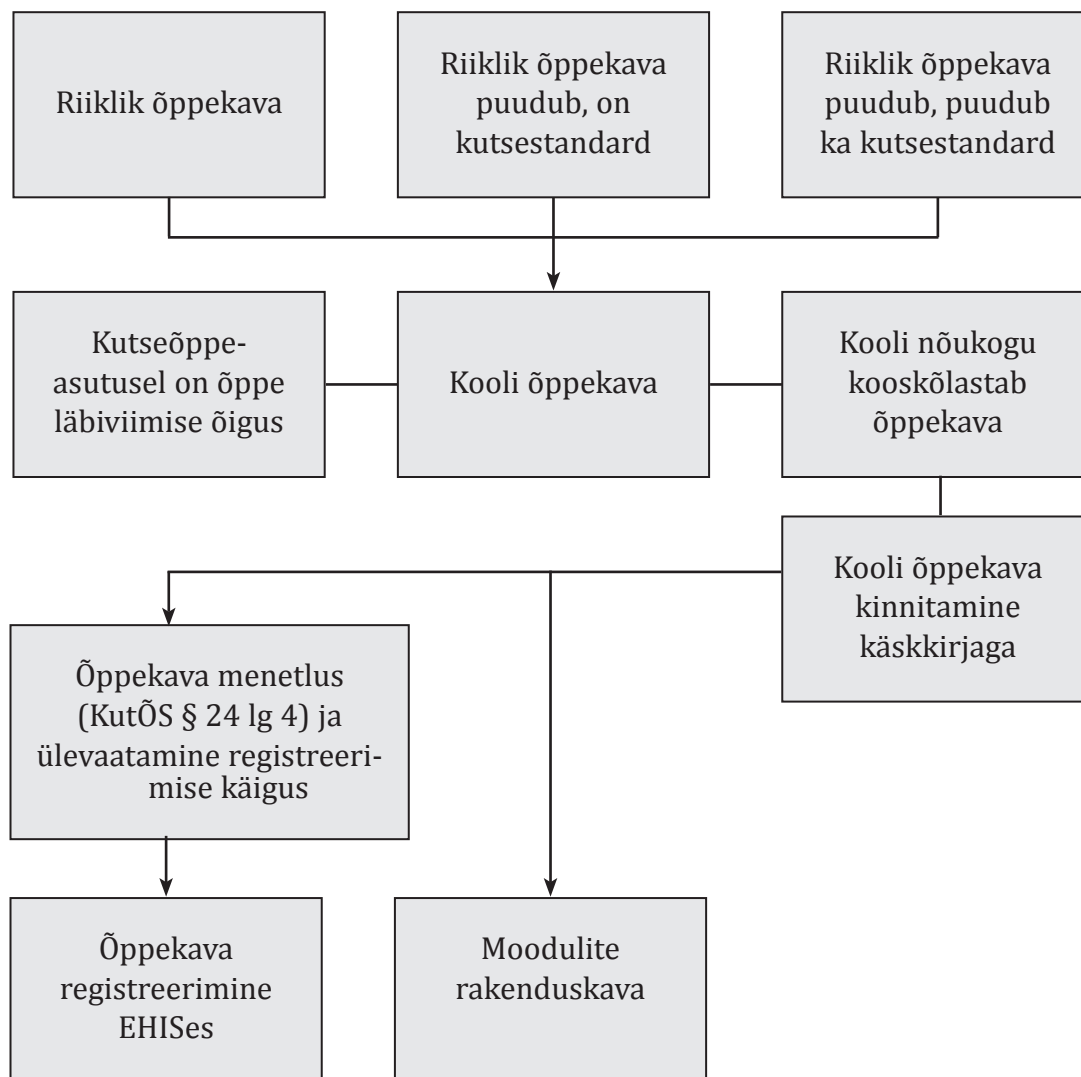 Riiklik õppekava
Riiklik õppekava
puudub, on
kutsestandard
Riiklik õppekava
puudub, puudub
ka kutsestandard
Kutseõppe-
asutusel on õppe
läbiviimise õigus
Kooli õppekava
Kooli nõukogu
kooskõlastab
õppekava
Kooli õppekava
kinnitamine
käskkirjaga
Õppekava menetlus
(KutÕS § 24 lg 4) ja
ülevaatamine registreeri-
mise käigus
Õppekava
registreerimine
EHISes
Moodulite
rakenduskava